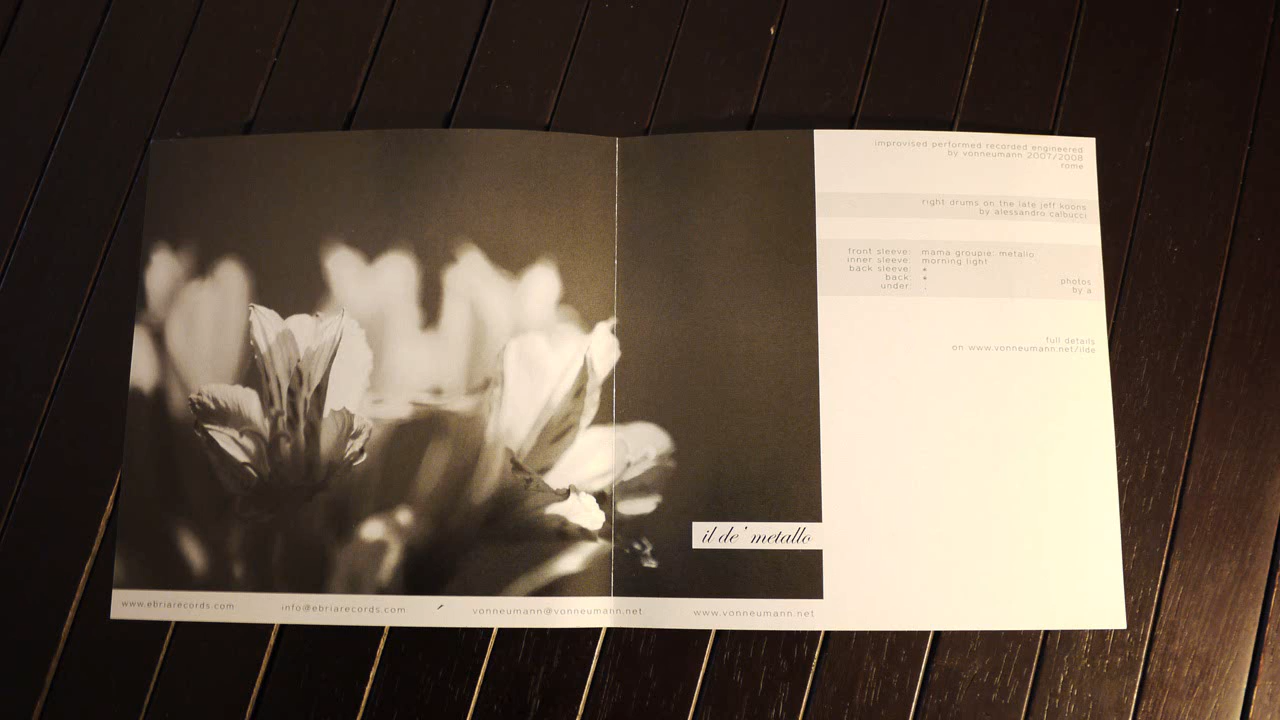 improvised performed recorded engineered
by vonneumann 2007/2008
rome
right drums on the late jeff koons
by alessandro calbucci
front sleeve: mama groupie: metallo
inner sleeve: morning light
back sleeve: *
back: *
under: .
photos
by a
full details
on www.vonneumann.net/ilde
il de' metallo
www.ebriarecords.com info@ebriarecords.com / vonneumann@vonneumann.net www.vonneumann.net